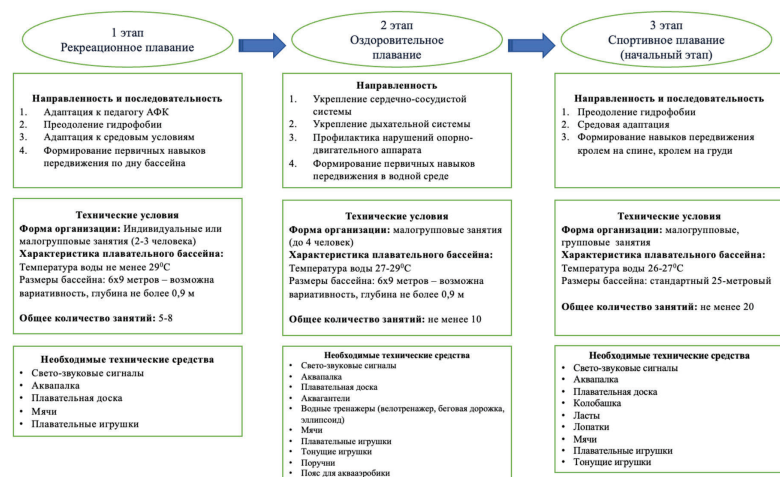 1 этап
Рекреационное плавание
2 этап
Оздоровительное
плавание
3 этап
Спортивное плавание
(начальный этап)
Направленность и последовательность
1. Адаптация к педагогу АФК
2. Преодоление гидрофобии
3. Адаптация к средовым условиям
4. Формирование первичных навыков
передвижения по дну бассейна
Направленность
1. Укрепление сердечно-сосудистой
системы
2. Укрепление дыхательной системы
3. Профилактика нарушений опорно-
двигательного аппарата
4. Формирование первичных навыков
передвижения в водной среде
Направленность и последовательность
1. Преодоление гидрофобии
2. Средовая адаптация
3. Формирование навыков передвижения
кролем на спине, кролем на груди
Технические условия
Форма организации: Индивидуальные или
малогрупповые занятия (2-3 человека)
Характеристика плавательного бассейна:
Температура воды не менее 29⁰С
Размеры бассейна: 6х9 метров – возможна
вариативность, глубина не более 0,9 м
Общее количество занятий: 5-8
Технические условия
Форма организации: малогрупповые занятия
(до 4 человек)
Характеристика плавательного бассейна:
Температура воды 27-29⁰С
Размеры бассейна: 6х9 метров – возможна
вариативность, глубина не более 0,9 м
Общее количество занятий: не менее 10
Технические условия
Форма организации: малогрупповые,
групповые занятия
Характеристика плавательного бассейна:
Температура воды 26-27⁰С
Размеры бассейна: стандартный 25-метровый
Общее количество занятий: не менее 20
Необходимые технические средства
• Свето-звуковые сигналы
• Аквапалка
• Плавательная доска
• Мячи
• Плавательные игрушки
Необходимые технические средства
• Свето-звуковые сигналы
• Аквапалка
• Плавательная доска
• Аквагантели
• Водные тренажеры (велотренажер, беговая дорожка,
эллипсоид)
• Мячи
• Плавательные игрушки
• Тонущие игрушки
• Поручни
• Пояс для аквааэробики
Необходимые технические средства
• Свето-звуковые сигналы
• Аквапалка
• Плавательная доска
• Колобашка
• Ласты
• Лопатки
• Мячи
• Плавательные игрушки
• Тонущие игрушки